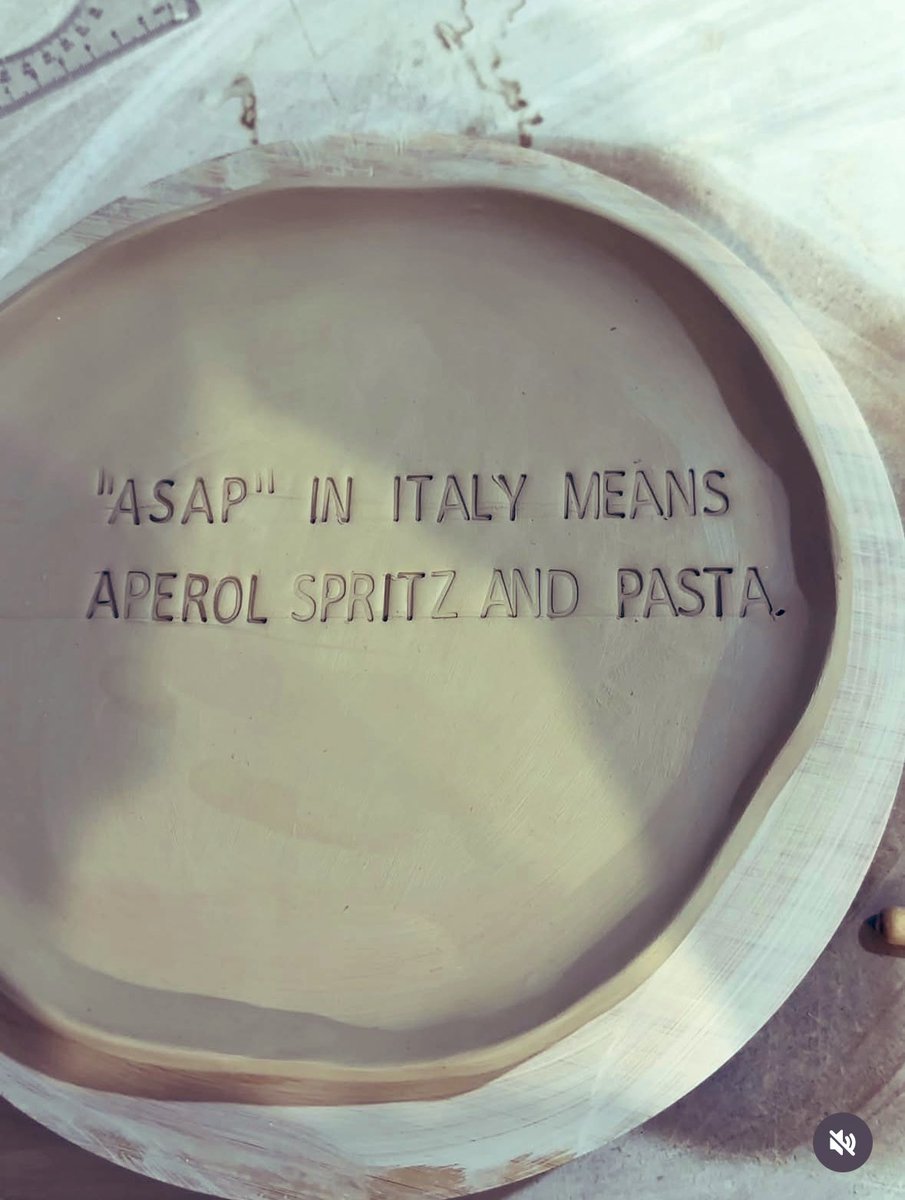 "ASAP" IN ITALY MEANS
APEROL SPRITZ AND PASTA.